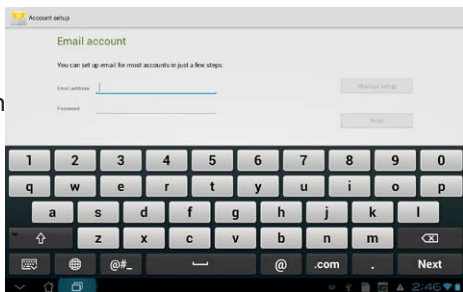 Account setup
Email account
You can set up email for most accounts in just a few steps.
Email address
Manual setup
Password
Next
1 2 3 4 5 6 7 8 9 0
q w e r t y u i o p
a s d f g h j k l
z x c v b n m
@#_ @ .com . Next
2:46